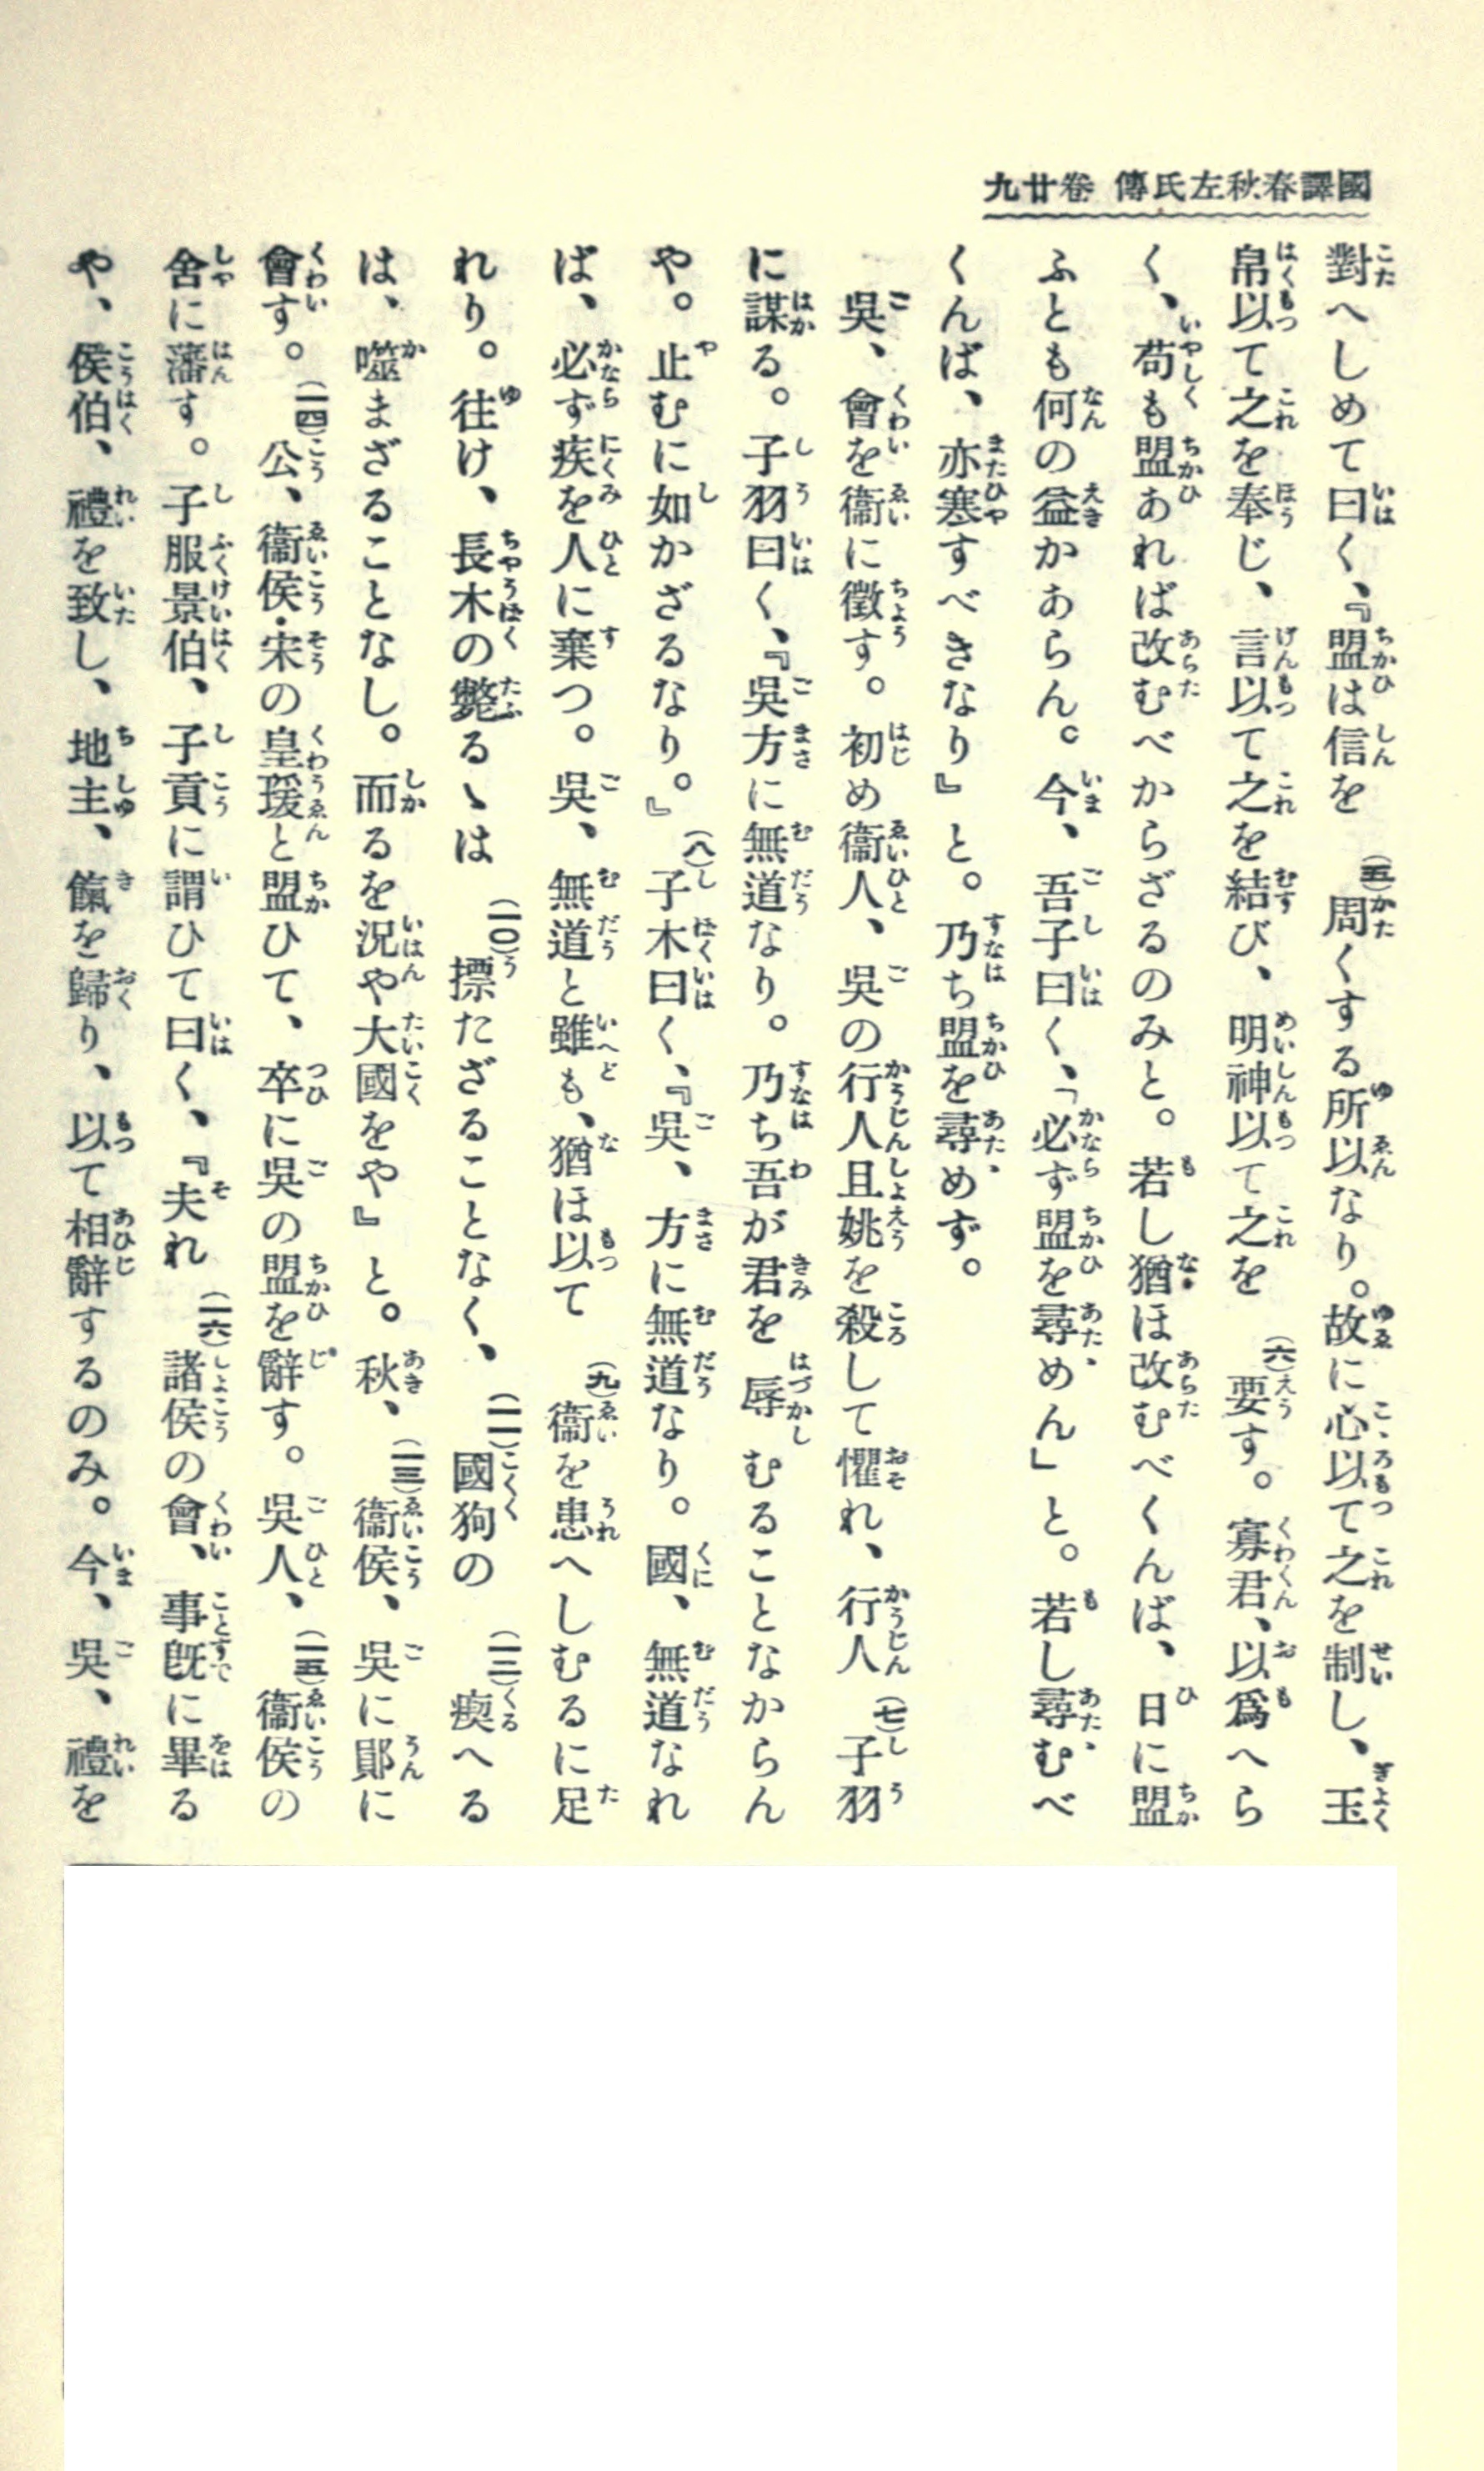 國譯春秋左氏傳 卷廿九
對へしめて曰く、『盟は信を(五)周くする所以なり。故に心以て之を制し、玉
帛以て之を奉じ、言以て之を結び、明神以て之を(六)要す。寡君、以爲へら
く、苟も盟あれば改むべからざるのみと。若し猶ほ改むべくんば、日に盟
ふとも何の益かあらん。今、吾子曰く、「必ず盟を尋めん」と。若し尋むべ
くんば、亦寒すべきなり』と。乃ち盟を尋めず。
吳、會を衞に徵す。初め衞人、吳の行人且姚を殺して懼れ、行人(七)子羽
に謀る。子羽曰く、『吳方に無道なり。乃ち吾が君を辱むることなからん
や。止むに如かざるなり。』(八)子木曰く、『吳、方に無道なり。國、無道なれ
ば、必ず疾を人に棄つ。吳、無道と雖も、猶ほ以て(九)衞を患へしむるに足
れり。往け、長木の斃るゝは(一〇)摽たざることなく、(一一)國狗の(一二)瘈へる
は、噬まざることなし。而るを況や大國をや』と。秋、(一三)衞侯、吳に鄖に
會す。(一四)公、衞侯・宋の皇瑗と盟ひて、卒に吳の盟を辭す。吳人、(一五)衞侯の
舍に藩す。子服景伯、子貢に謂ひて曰く、『夫れ(一六)諸侯の會、事既に畢る
や、侯伯、禮を致し、地主、餼を歸り、以て相辭するのみ。今、吳、禮を